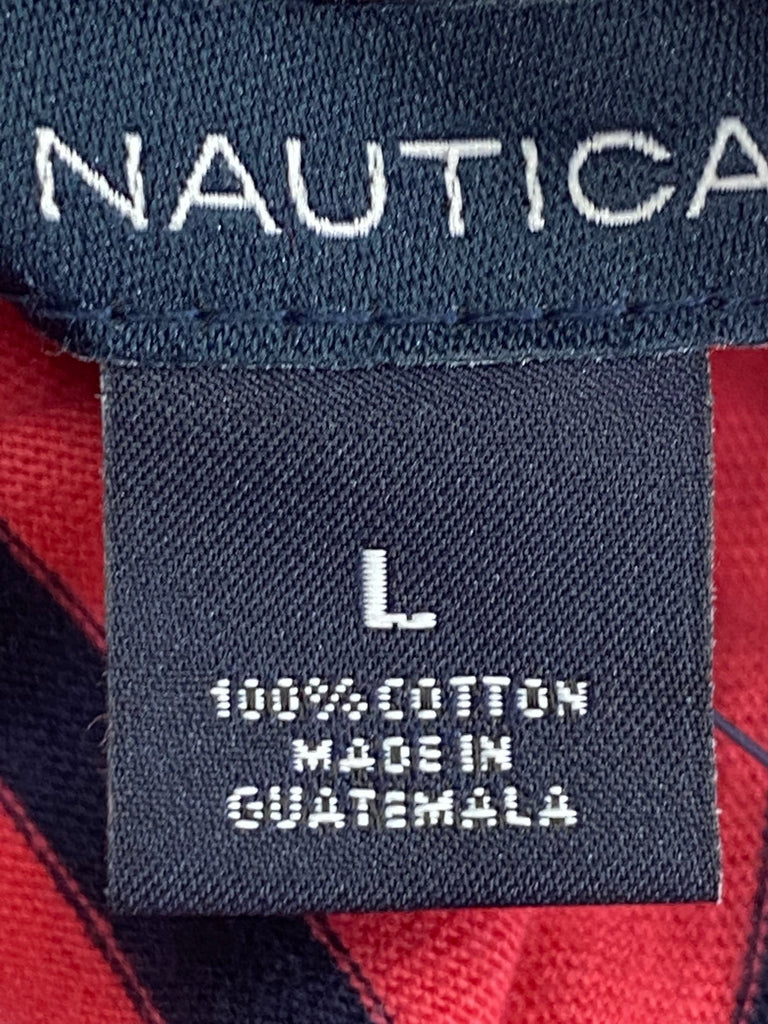 NAUTICA
L
100% COTTON
MADE IN
GUATEMALA